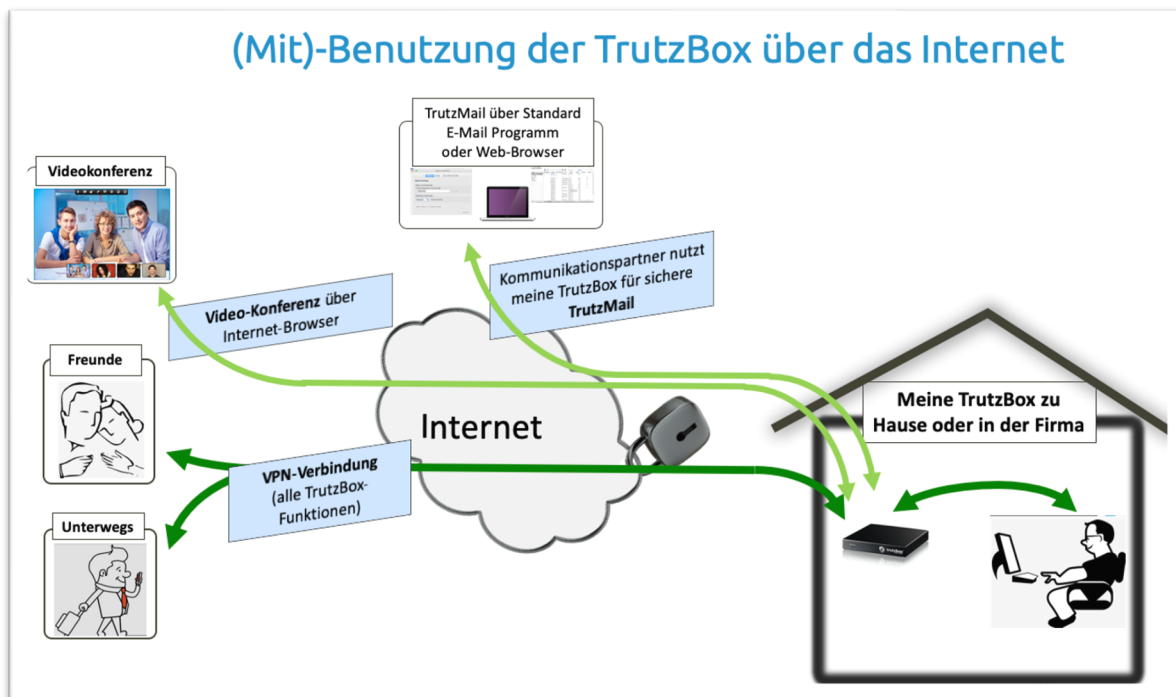 (Mit)-Benutzung der TrutzBox über das Internet
TrutzMail über Standard
E-Mail Programm
oder Web-Browser
Videokonferenz
Kommunikationspartner nutzt
meine TrutzBox für sichere
TrutzMail
Video-Konferenz über
Internet-Browser
Freunde
Internet
Meine TrutzBox zu
Hause oder in der Firma
VPN-Verbindung
(alle TrutzBox-
Funktionen)
Unterwegs